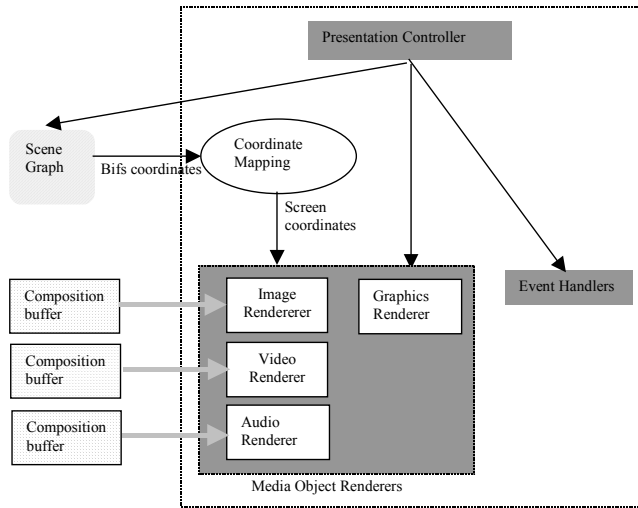 Presentation Controller
Scene
Graph
Bifs coordinates
Coordinate
Mapping
Screen
coordinates
Event Handlers
Composition
buffer
Image
Rendererer
Graphics
Renderer
Composition
buffer
Video
Renderer
Composition
buffer
Audio
Renderer
Media Object Renderers